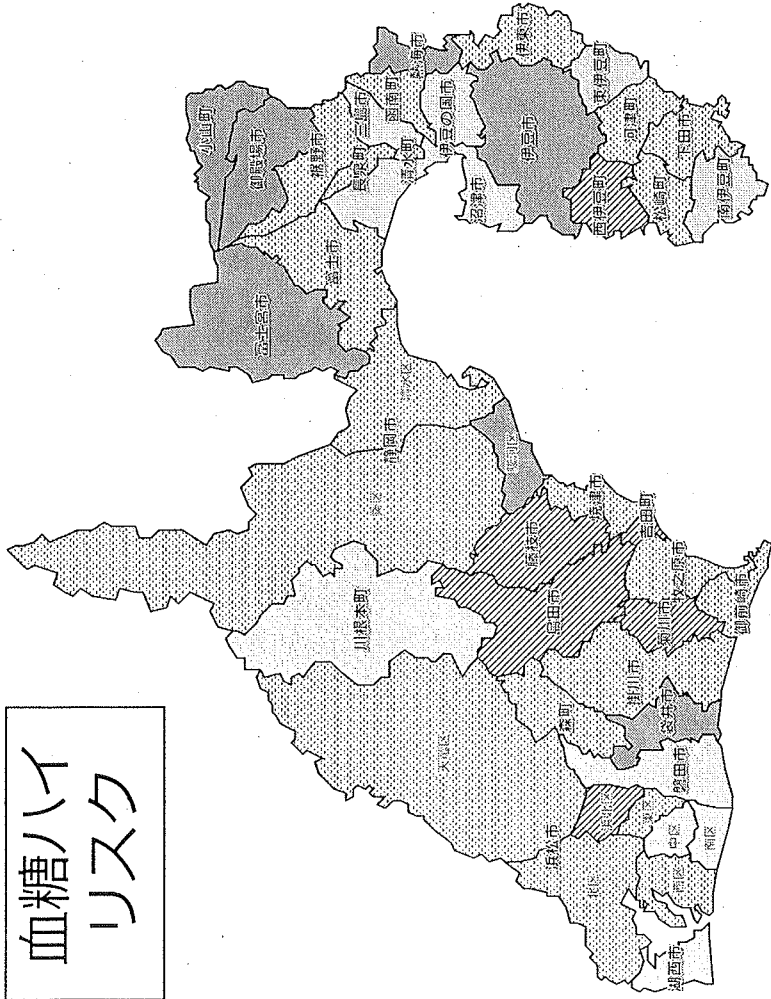 血糖ハイ
リスク
小山町
御殿場市
裾野市
富士宮市
富士市
長泉町
三島市
清水町
函南町
熱海市
沼津市
伊豆の国市
伊東市
伊豆市
東伊豆町
西伊豆町
河津町
松崎町
下田市
南伊豆町
静岡市
葵区
清水区
駿河区
川根本町
藤枝市
焼津市
島田市
吉田町
牧之原市
菊川市
御前崎市
掛川市
森町
袋井市
磐田市
浜松市
天竜区
浜北区
北区
東区
中区
西区
南区
湖西市